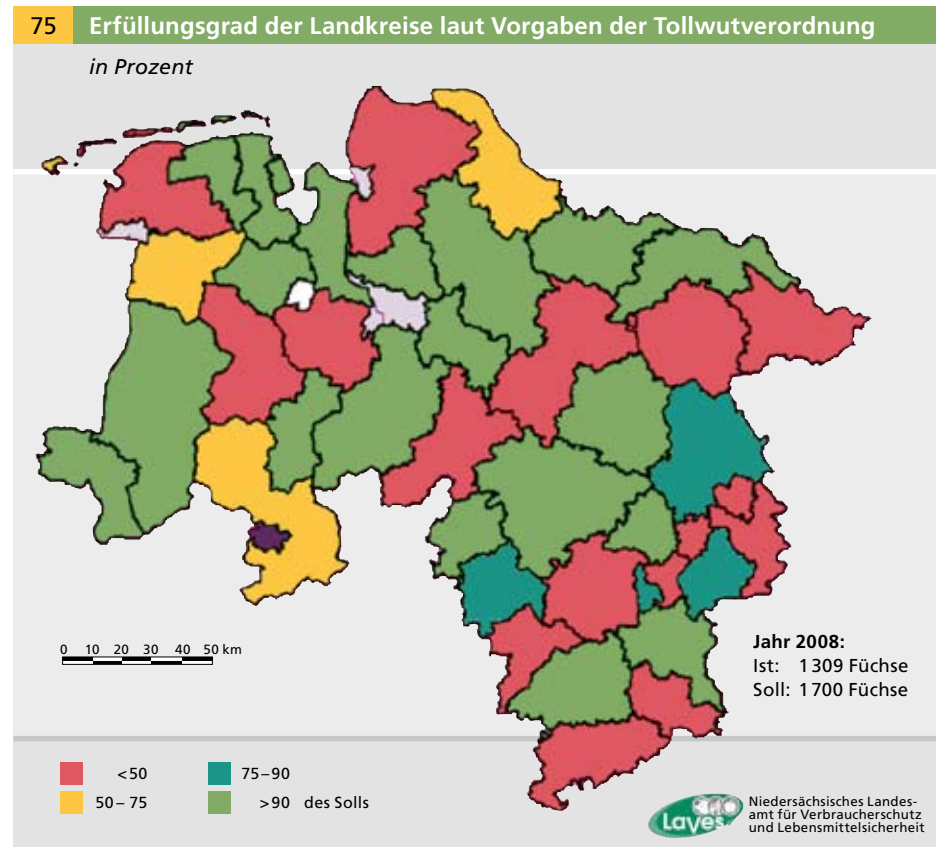 75 Erfüllungsgrad der Landkreise laut Vorgaben der Tollwutverordnung
in Prozent
0 10 20 30 40 50 km
Jahr 2008:
Ist: 1 309 Füchse
Soll: 1 700 Füchse
<50
75–90
50–75
>90 des Solls
Laves
Niedersächsisches Landes-
amt für Verbraucherschutz
und Lebensmittelsicherheit